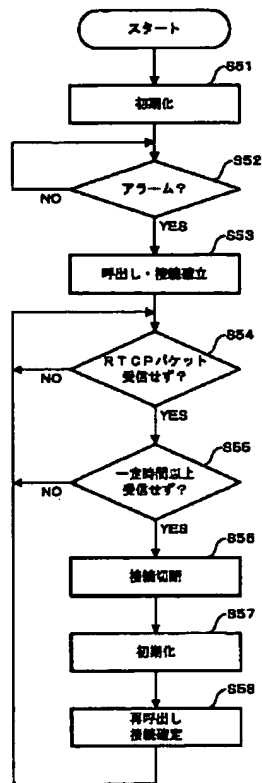 スタート
S51
初期化
S52
アラーム?
NO
YES
S53
呼出し・接続確立
S54
RTCPパケット
受信せず?
NO
YES
S55
一定時間以上
受信せず?
NO
YES
S56
接続切断
S57
初期化
S58
再呼出し
接続確定